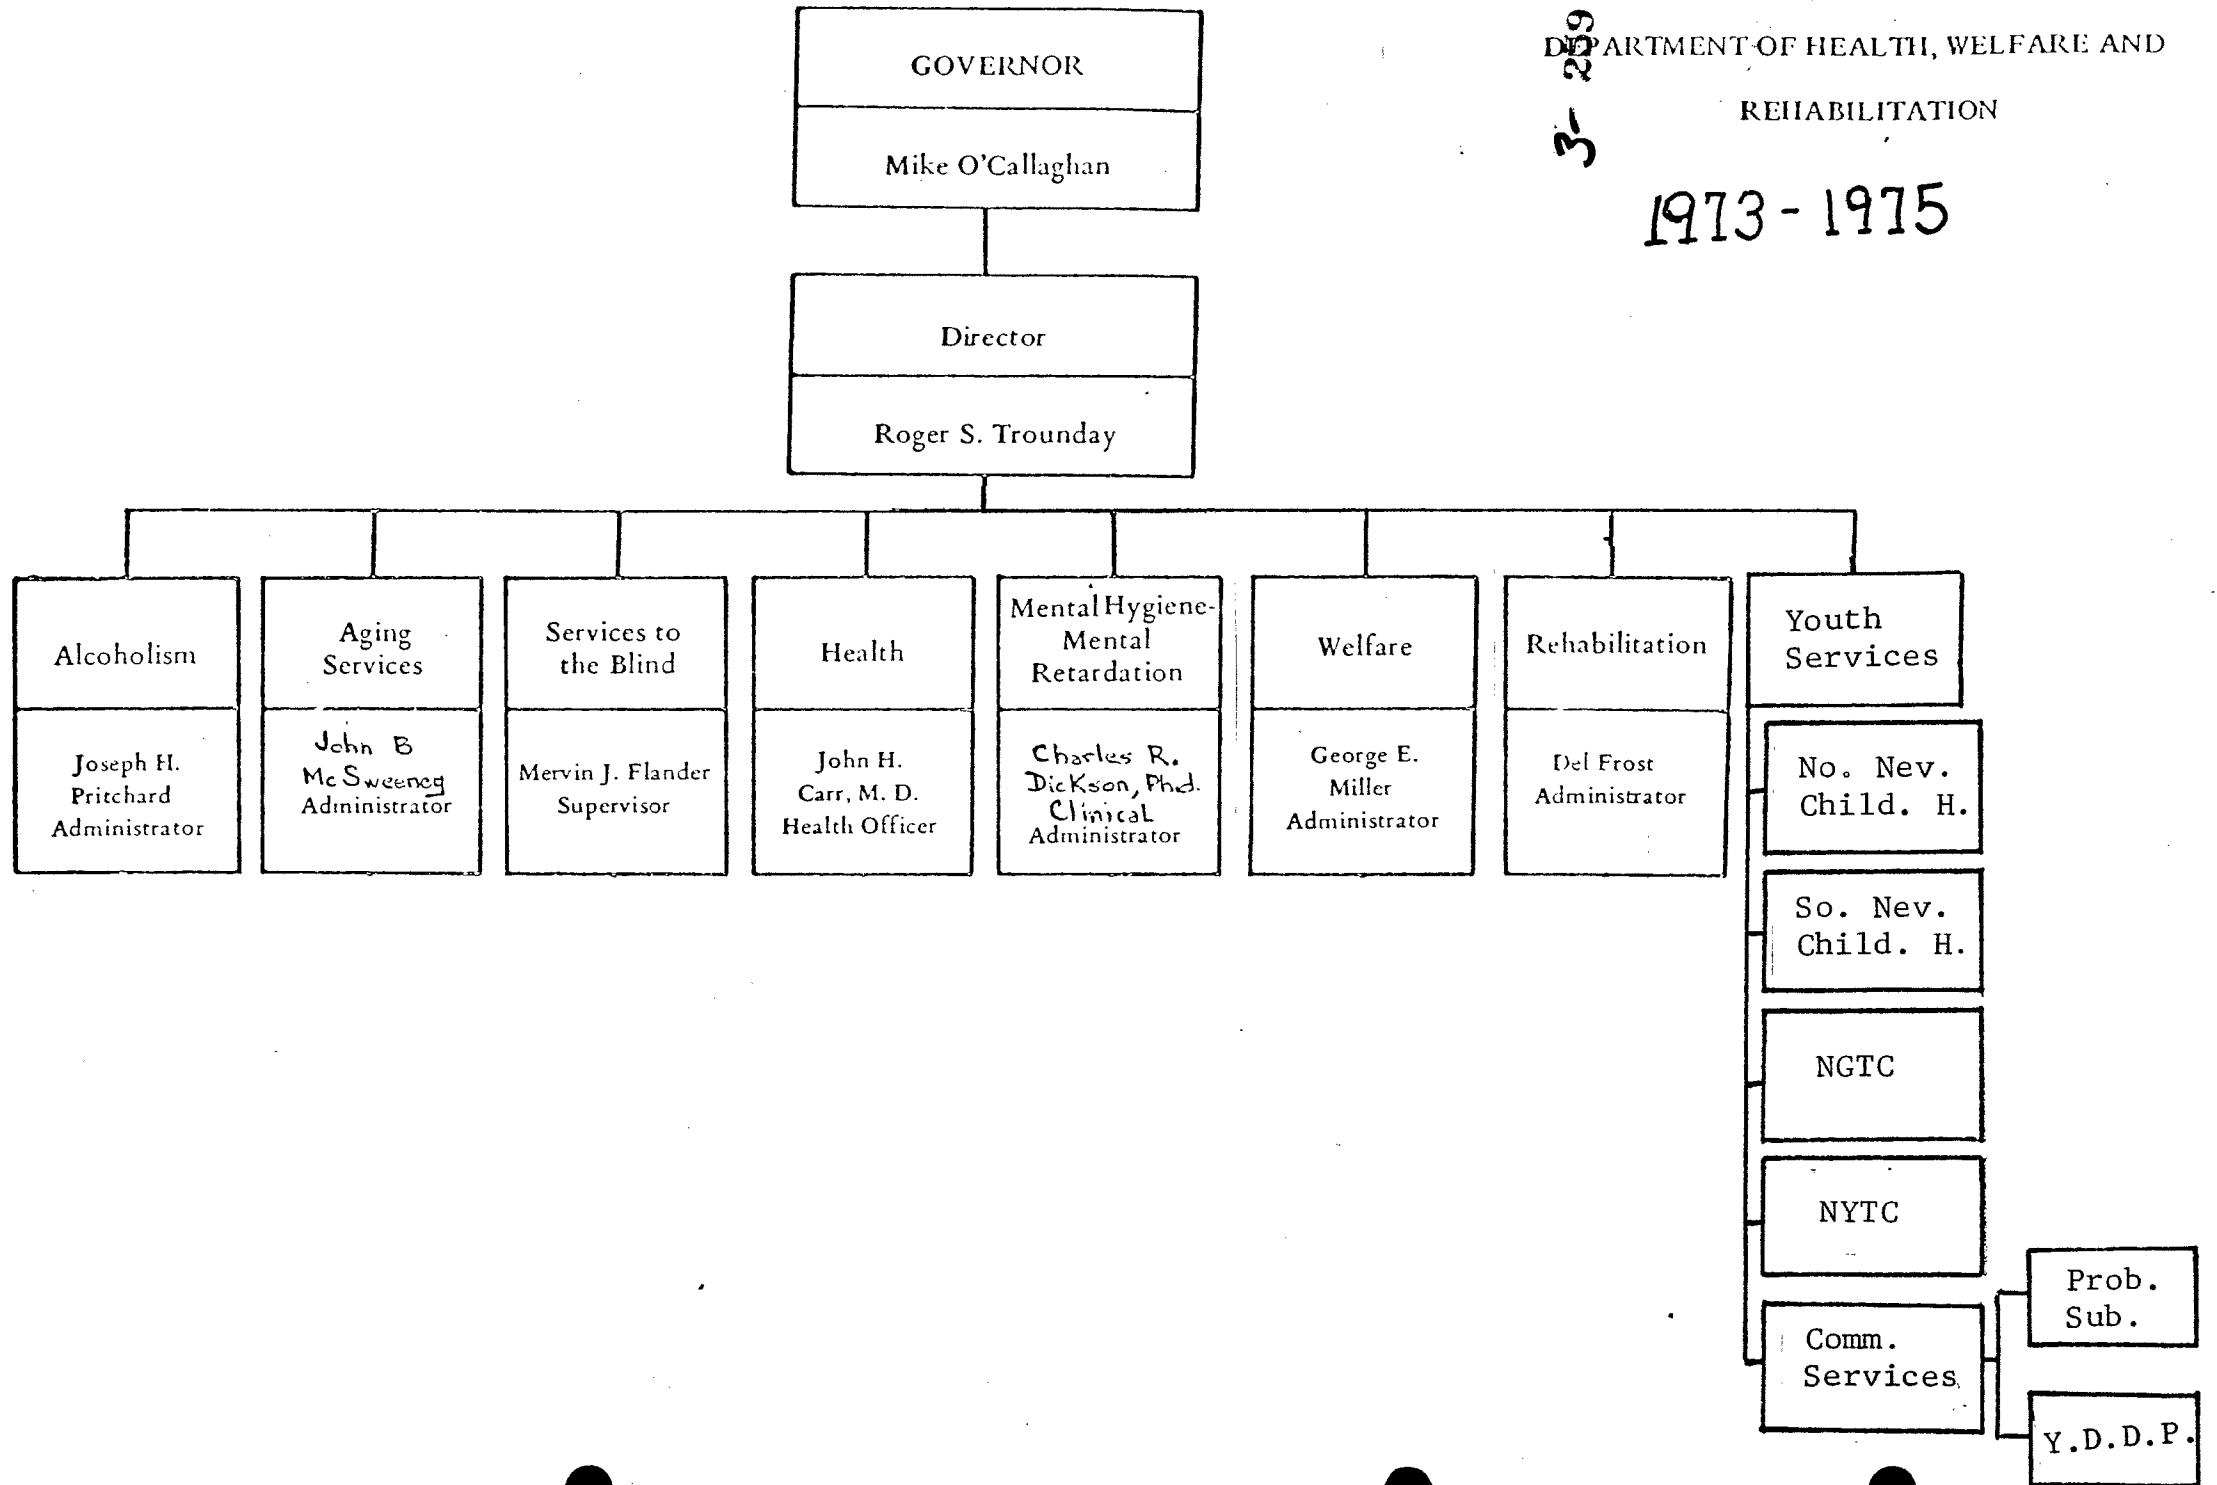 GOVERNOR
Mike O'Callaghan
DEPARTMENT OF HEALTH, WELFARE AND
REHABILITATION
3- 259
1973 - 1975
Director
Roger S. Trounday
Alcoholism
Joseph H.
Pritchard
Administrator
Aging
Services
John B
McSweeney
Administrator
Services to
the Blind
Mervin J. Flander
Supervisor
Health
John H.
Carr, M. D.
Health Officer
Mental Hygiene-
Mental
Retardation
Charles R.
Dickson, Phd.
Clinical
Administrator
Welfare
George E.
Miller
Administrator
Rehabilitation
Del Frost
Administrator
Youth
Services
No. Nev.
Child. H.
So. Nev.
Child. H.
NGTC
NYTC
Comm.
Services
Prob.
Sub.
Y.D.D.P.